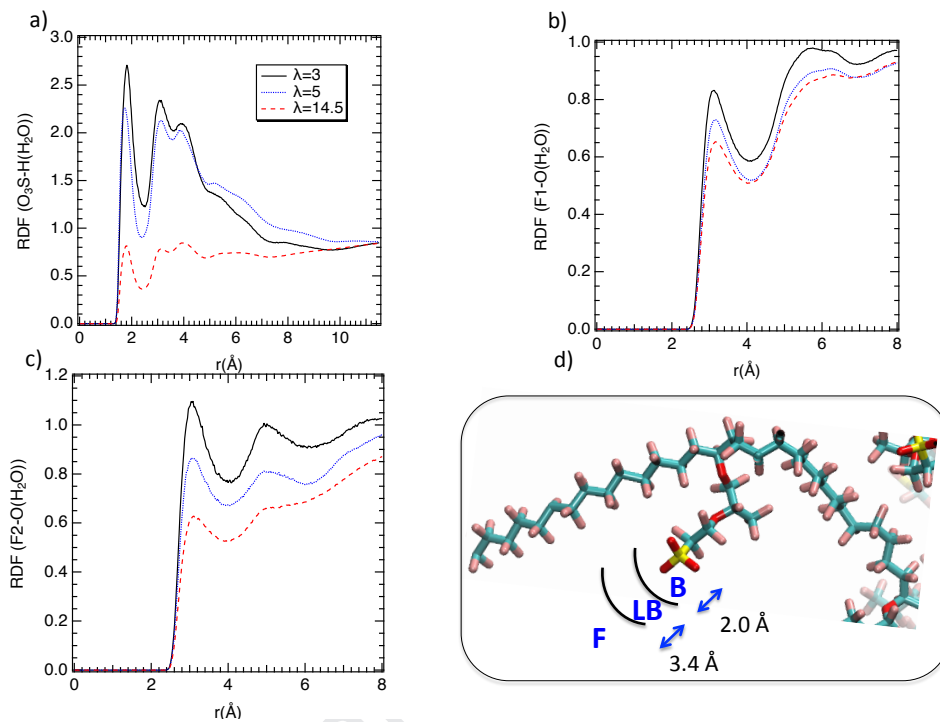 a)
RDF (O₃S-H(H₂O))
3.0
2.5
2.0
1.5
1.0
0.5
0.0
λ=3
λ=5
λ=14.5
0 2 4 6 8 10
r(Å)
b)
RDF (F1-O(H₂O))
1.0
0.8
0.6
0.4
0.2
0.0
0 2 4 6 8
r(Å)
c)
RDF (F2-O(H₂O))
1.2
1.0
0.8
0.6
0.4
0.2
0.0
0 2 4 6 8
r(Å)
d)
B
LB
F
2.0 Å
3.4 Å